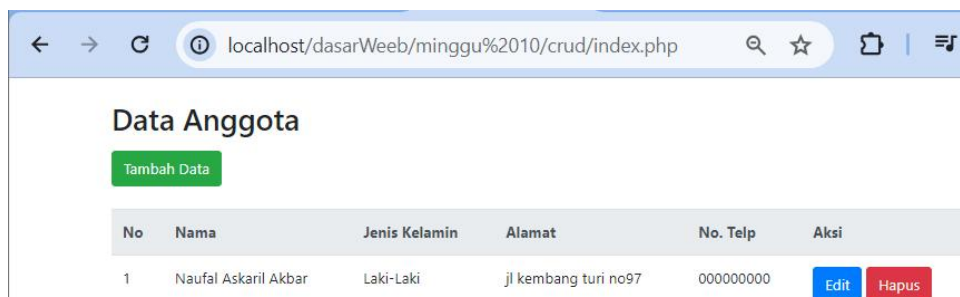 localhost/dasarWeeb/minggu%2010/crud/index.php
Data Anggota
Tambah Data
No Nama Jenis Kelamin Alamat No. Telp Aksi
1 Naufal Askaril Akbar Laki-Laki jl kembang turi no97 000000000 Edit Hapus